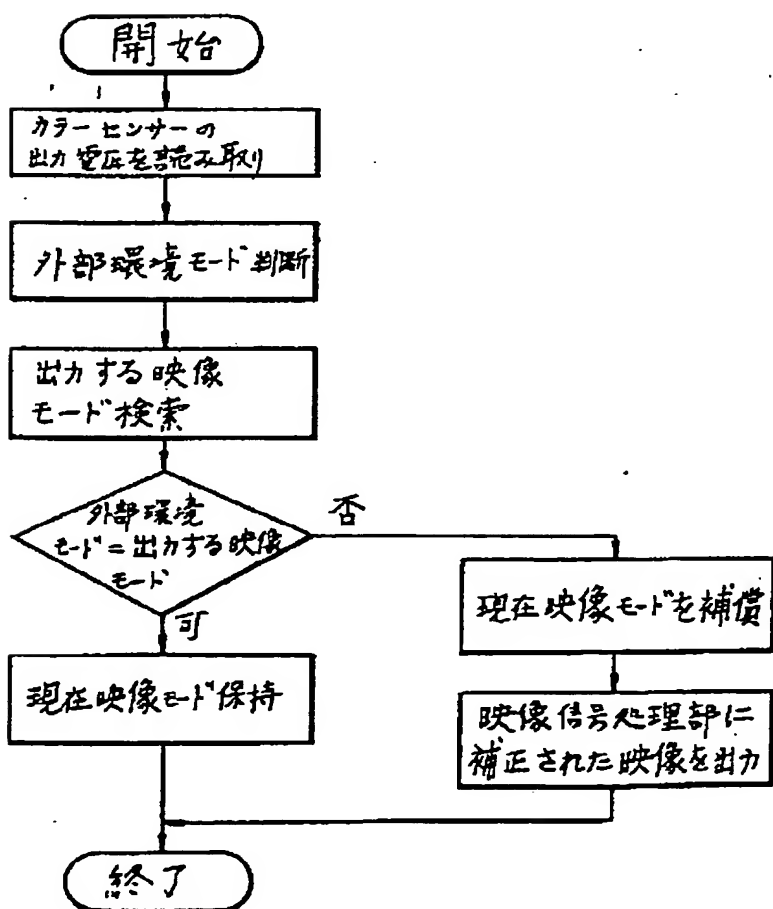 開始
カラーセンサーの
出力電圧を読み取り
外部環境モード判断
出力する映像
モード検索
外部環境
モード=出力する映像
モード
否
可
現在映像モードを補償
現在映像モード保持
映像信号処理部に
補正された映像を出力
終了